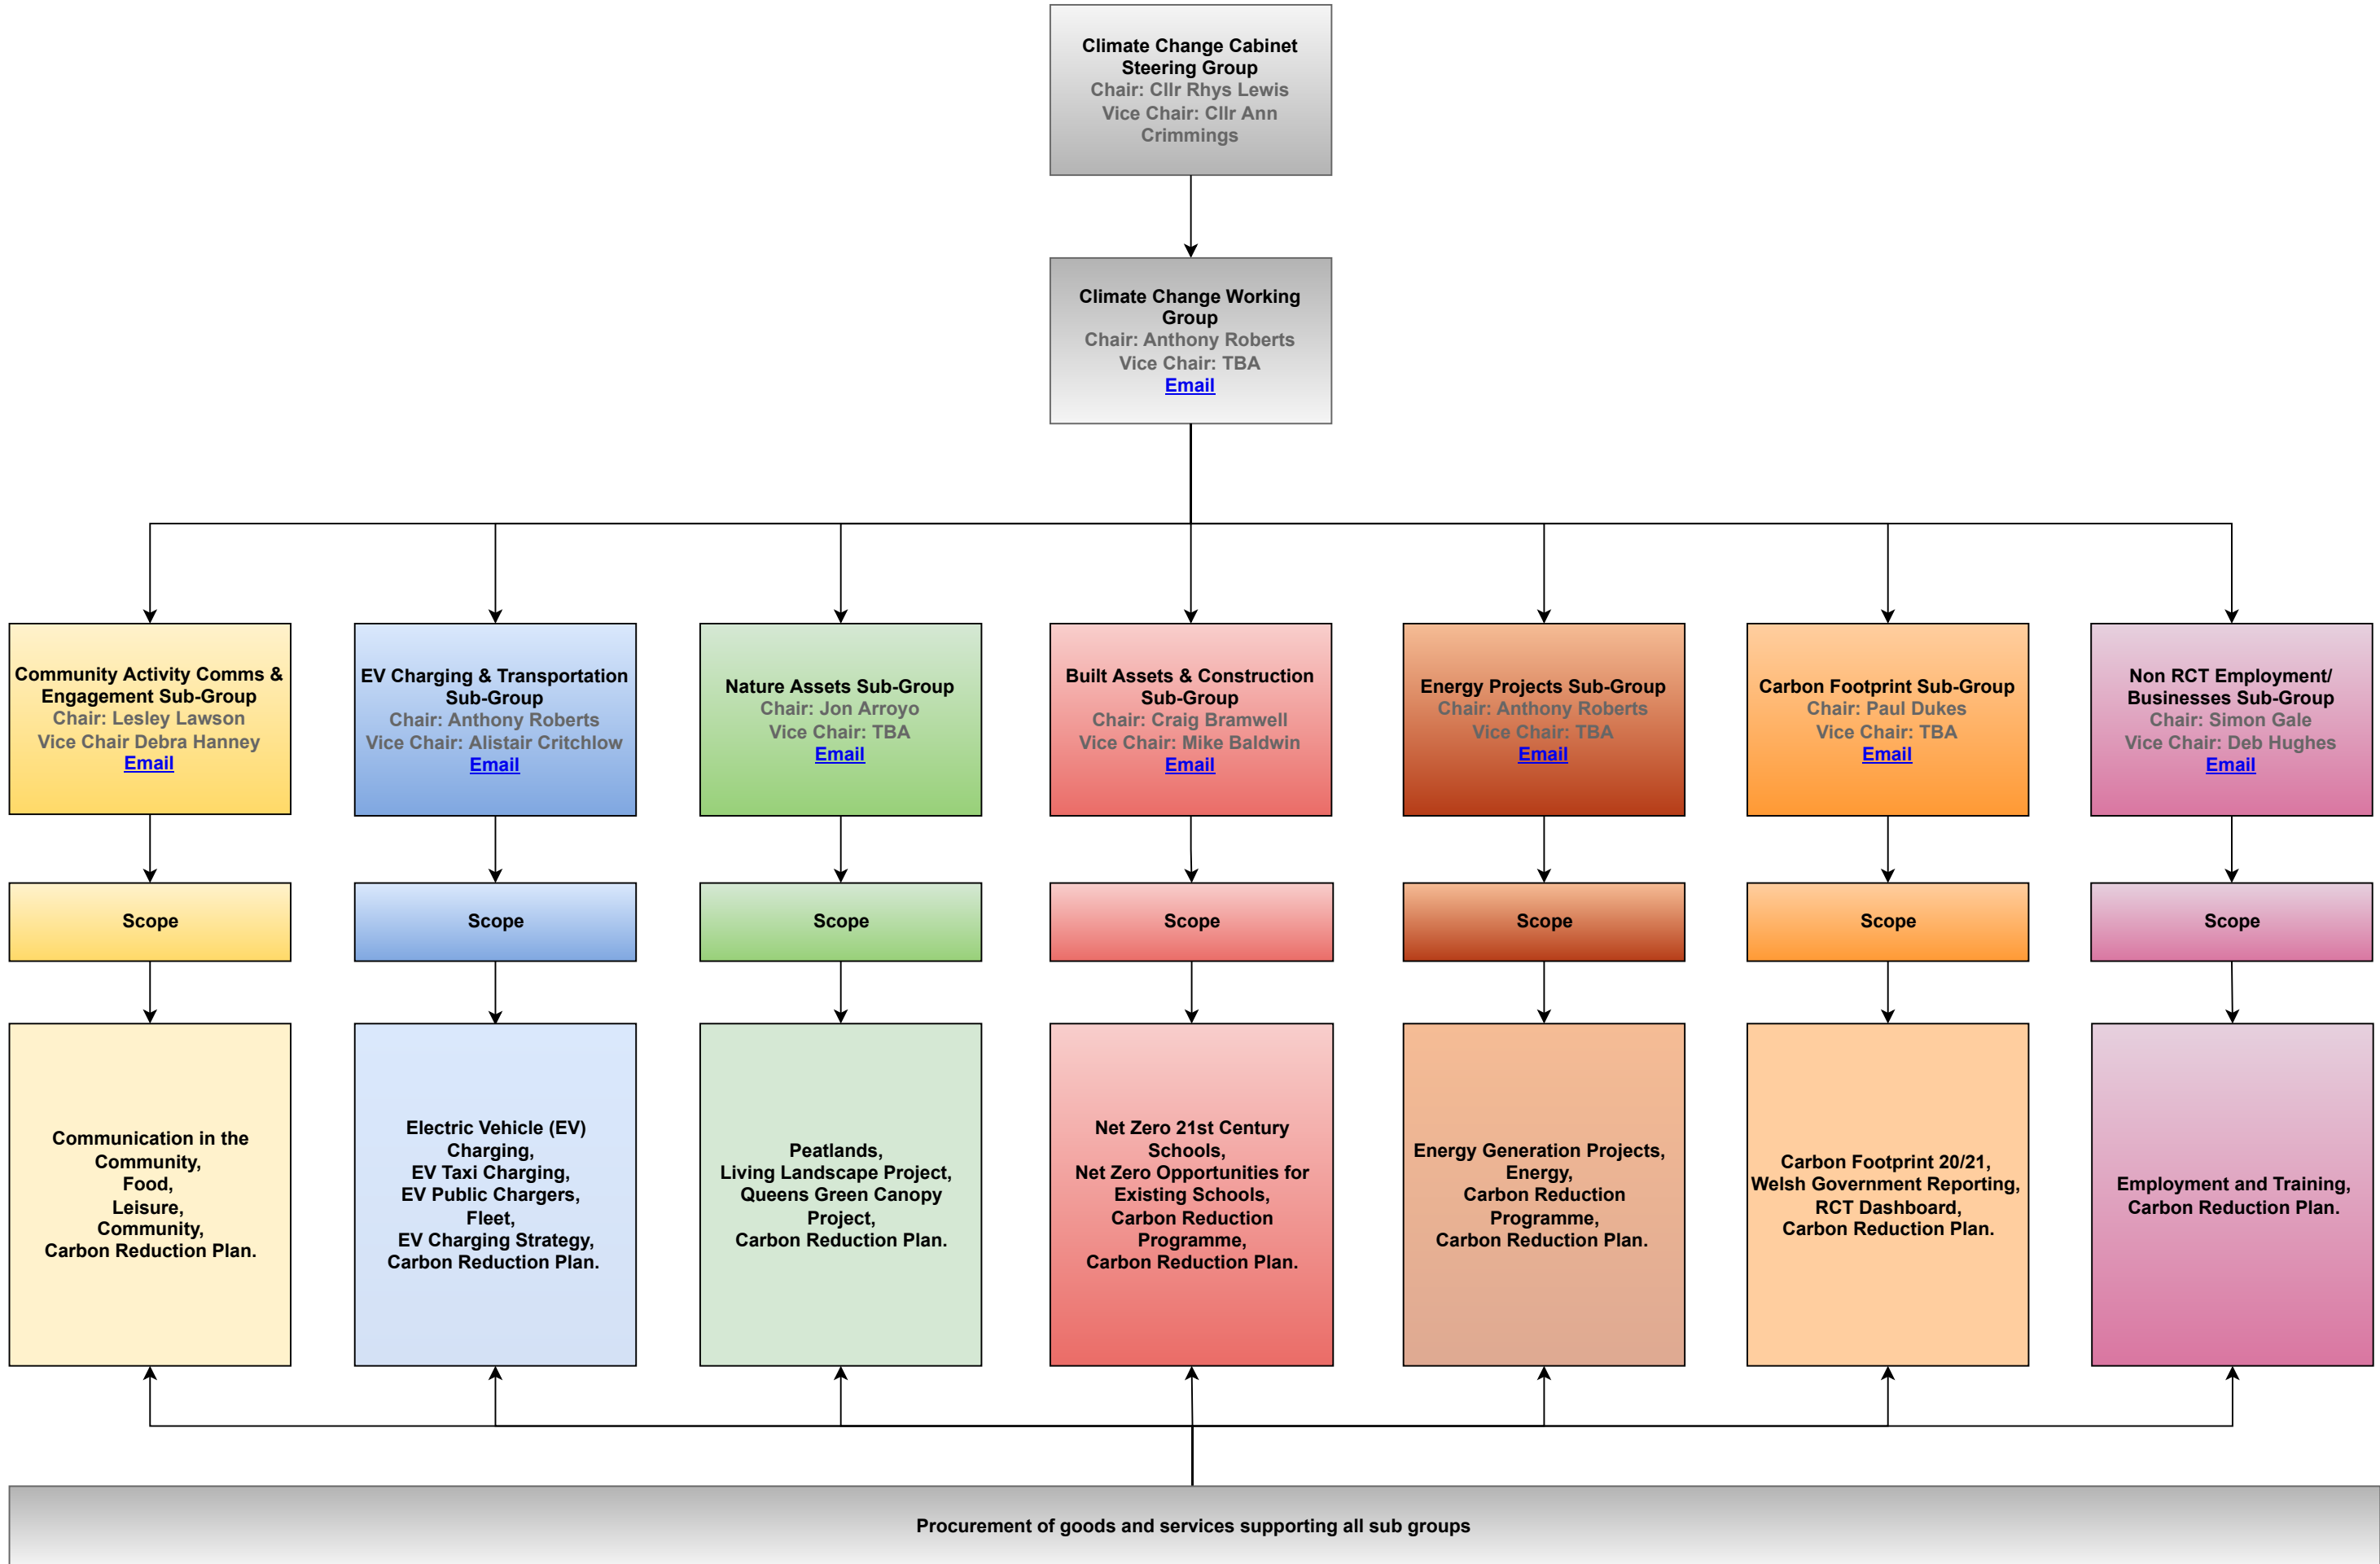 Climate Change Cabinet
Steering Group
Chair: Cllr Rhys Lewis
Vice Chair: Cllr Ann
Crimmings
Climate Change Working
Group
Chair: Anthony Roberts
Vice Chair: TBA
Email
Community Activity Comms &
Engagement Sub-Group
Chair: Lesley Lawson
Vice Chair Debra Hanney
Email
EV Charging & Transportation
Sub-Group
Chair: Anthony Roberts
Vice Chair: Alistair Critchlow
Email
Nature Assets Sub-Group
Chair: Jon Arroyo
Vice Chair: TBA
Email
Built Assets & Construction
Sub-Group
Chair: Craig Bramwell
Vice Chair: Mike Baldwin
Email
Energy Projects Sub-Group
Chair: Anthony Roberts
Vice Chair: TBA
Email
Carbon Footprint Sub-Group
Chair: Paul Dukes
Vice Chair: TBA
Email
Non RCT Employment/
Businesses Sub-Group
Chair: Simon Gale
Vice Chair: Deb Hughes
Email
Scope
Scope
Scope
Scope
Scope
Scope
Scope
Communication in the
Community,
Food,
Leisure,
Community,
Carbon Reduction Plan.
Electric Vehicle (EV)
Charging,
EV Taxi Charging,
EV Public Chargers,
Fleet,
EV Charging Strategy,
Carbon Reduction Plan.
Peatlands,
Living Landscape Project,
Queens Green Canopy
Project,
Carbon Reduction Plan.
Net Zero 21st Century
Schools,
Net Zero Opportunities for
Existing Schools,
Carbon Reduction
Programme,
Carbon Reduction Plan.
Energy Generation Projects,
Energy,
Carbon Reduction
Programme,
Carbon Reduction Plan.
Carbon Footprint 20/21,
Welsh Government Reporting,
RCT Dashboard,
Carbon Reduction Plan.
Employment and Training,
Carbon Reduction Plan.
Procurement of goods and services supporting all sub groups